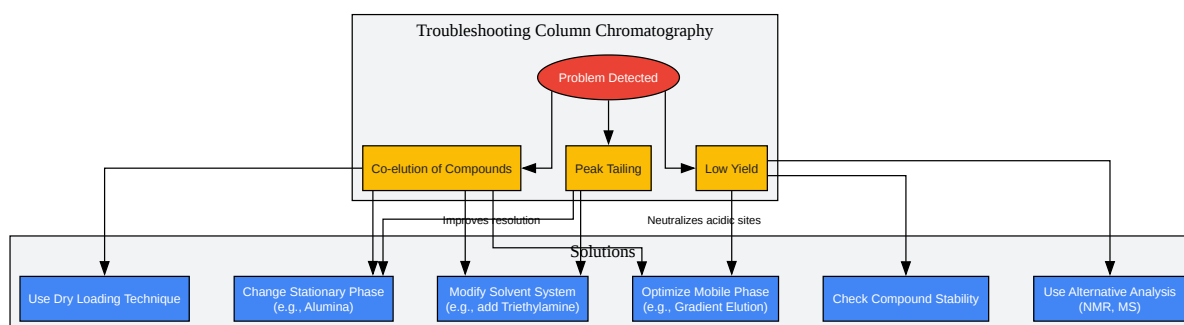 Troubleshooting Column Chromatography
Problem Detected
Co-elution of Compounds
Peak Tailing
Low Yield
Improves resolution
Neutralizes acidic sites
Solutions
Use Dry Loading Technique
Change Stationary Phase
(e.g., Alumina)
Modify Solvent System
(e.g., add Triethylamine)
Optimize Mobile Phase
(e.g., Gradient Elution)
Check Compound Stability
Use Alternative Analysis
(NMR, MS)